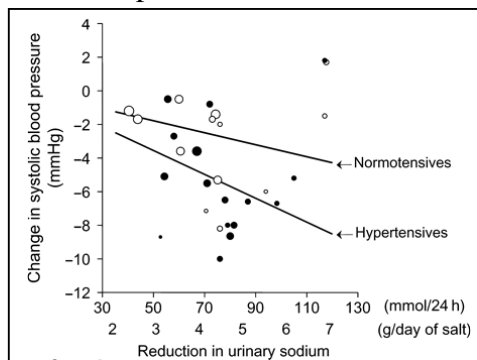 Change in systolic blood pressure
(mmHg)
4
2
0
−2
−4
−6
−8
−10
−12
Normotensives
Hypertensives
30 50 70 90 110 130 (mmol/24 h)
2 3 4 5 6 7 (g/day of salt)
Reduction in urinary sodium